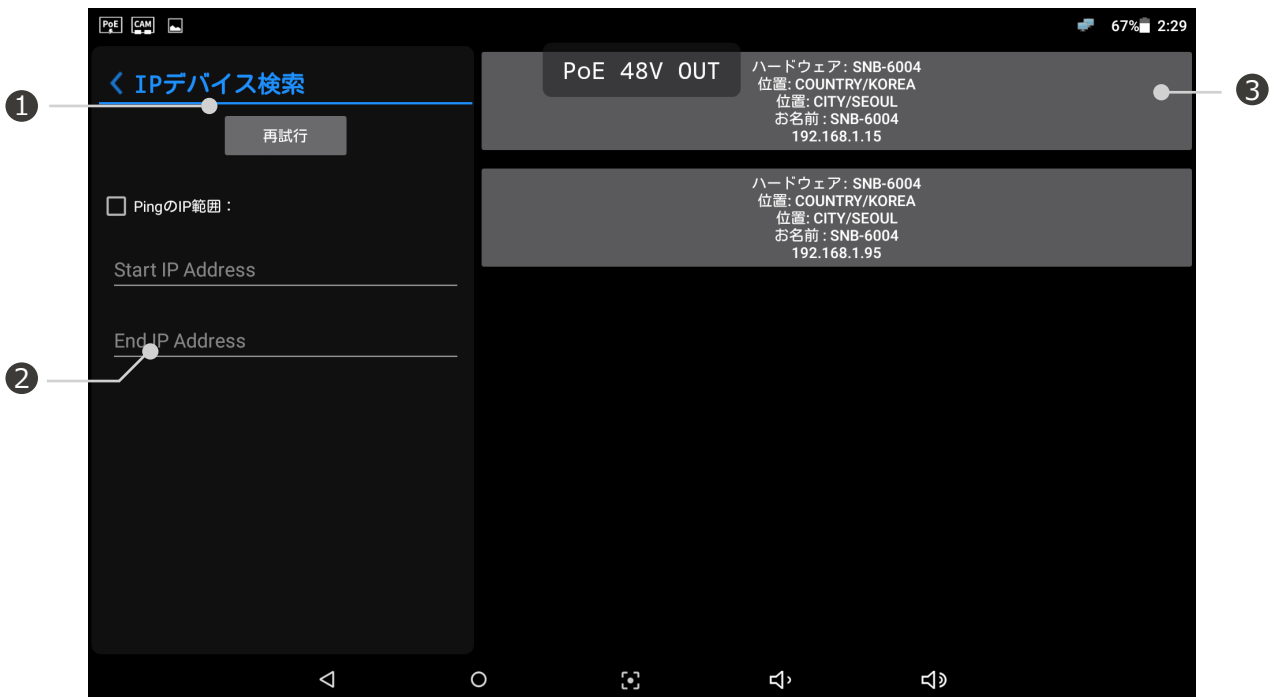 PoE CAM
67% 2:29
IPデバイス検索
再試行
PingのIP範囲：
Start IP Address
End IP Address
PoE 48V OUT
ハードウェア: SNB-6004
位置: COUNTRY/KOREA
位置: CITY/SEOUL
お名前 : SNB-6004
192.168.1.15
ハードウェア: SNB-6004
位置: COUNTRY/KOREA
位置: CITY/SEOUL
お名前 : SNB-6004
192.168.1.95
1
2
3